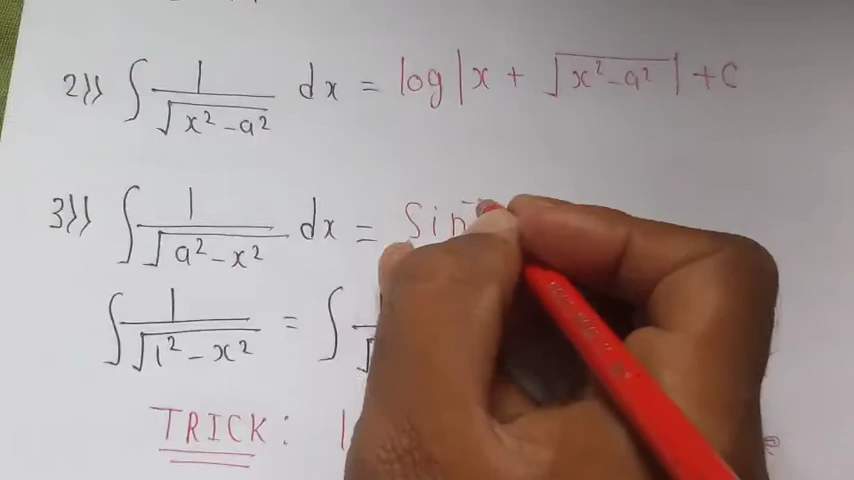 2)) ∫ 1/√(x² - a²) dx = log|x + √(x² - a²)| + C
3)) ∫ 1/√(a² - x²) dx = Sin
∫ 1/√(1² - x²) = ∫
TRICK :